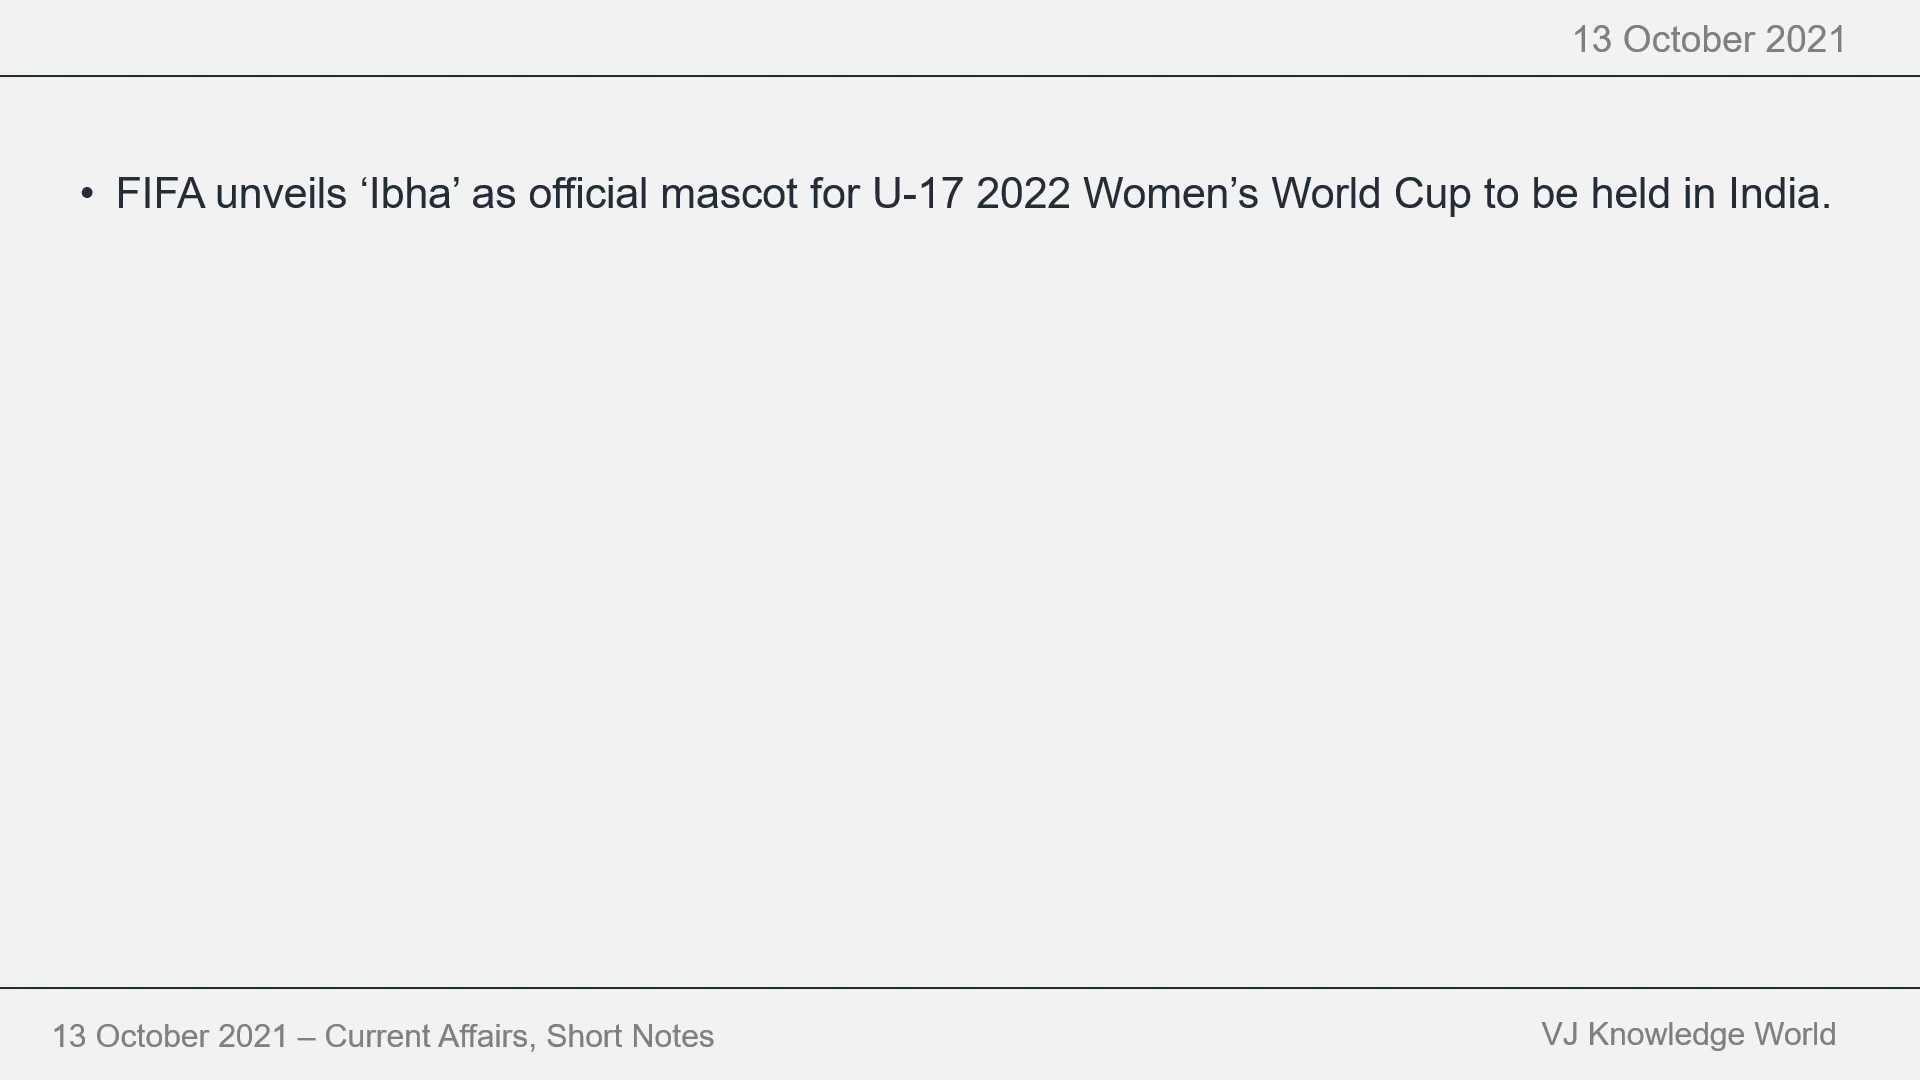 13 October 2021
• FIFA unveils ‘Ibha’ as official mascot for U-17 2022 Women’s World Cup to be held in India.
13 October 2021 – Current Affairs, Short Notes
VJ Knowledge World